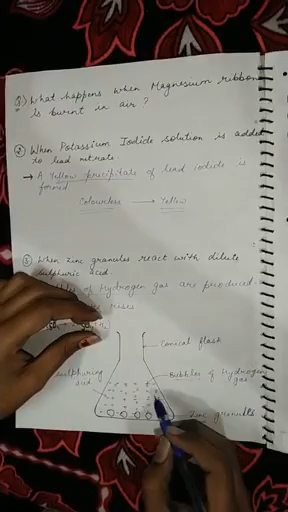 ① What happens when Magnesium ribbon
is burnt in air ?
② When Potassium Iodide solution is added
to lead nitrate.
→ A Yellow precipitate of lead iodide is
formed
Colourless → Yellow
③ When zinc granules react with dilute
sulphuric acid.
of hydrogen gas are produced
rises
Conical flask
sulphuring
acid
Bubbles of hydrogen
gas
Zinc granules